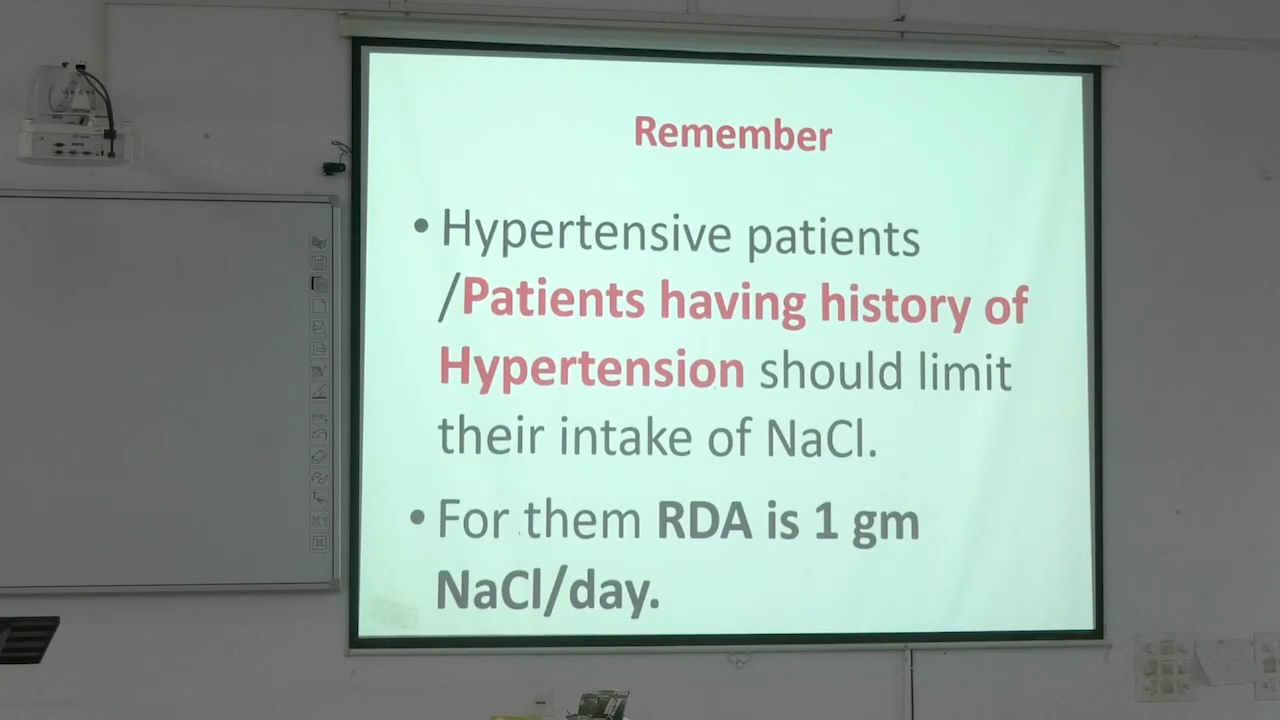 Remember
• Hypertensive patients
/Patients having history of
Hypertension should limit
their intake of NaCl.
• For them RDA is 1 gm
NaCl/day.